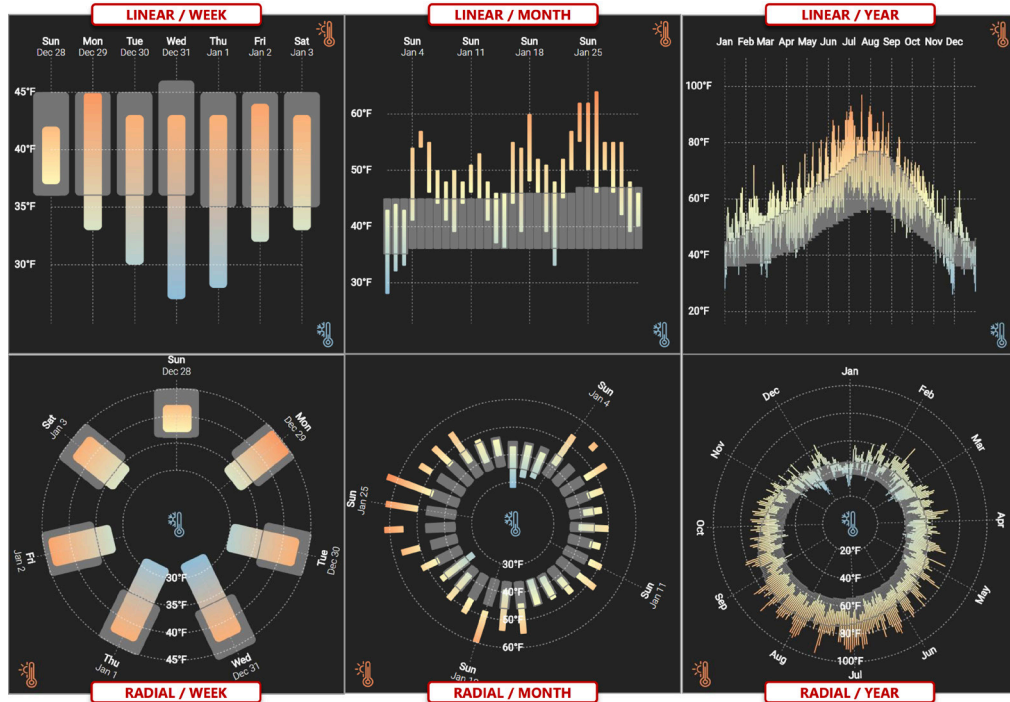 LINEAR / WEEK
Sun Mon Tue Wed Thu Fri Sat
Dec 28 Dec 29 Dec 30 Dec 31 Jan 1 Jan 2 Jan 3
45°F
40°F
35°F
30°F
LINEAR / MONTH
Sun Sun Sun Sun
Jan 4 Jan 11 Jan 18 Jan 25
60°F
50°F
40°F
30°F
LINEAR / YEAR
Jan Feb Mar Apr May Jun Jul Aug Sep Oct Nov Dec
100°F
80°F
60°F
40°F
20°F
Sun
Dec 28
Mon
Dec 29
Tue
Dec 30
Wed
Dec 31
Thu
Jan 1
Fri
Jan 2
Sat
Jan 3
30°F
35°F
40°F
45°F
RADIAL / WEEK
Sun
Jan 4
Sun
Jan 11
Sun
Sun
Jan 25
30°F
40°F
50°F
60°F
RADIAL / MONTH
Jan
Feb
Mar
Apr
May
Jun
Jul
Aug
Sep
Oct
Nov
Dec
20°F
40°F
60°F
80°F
100°F
RADIAL / YEAR